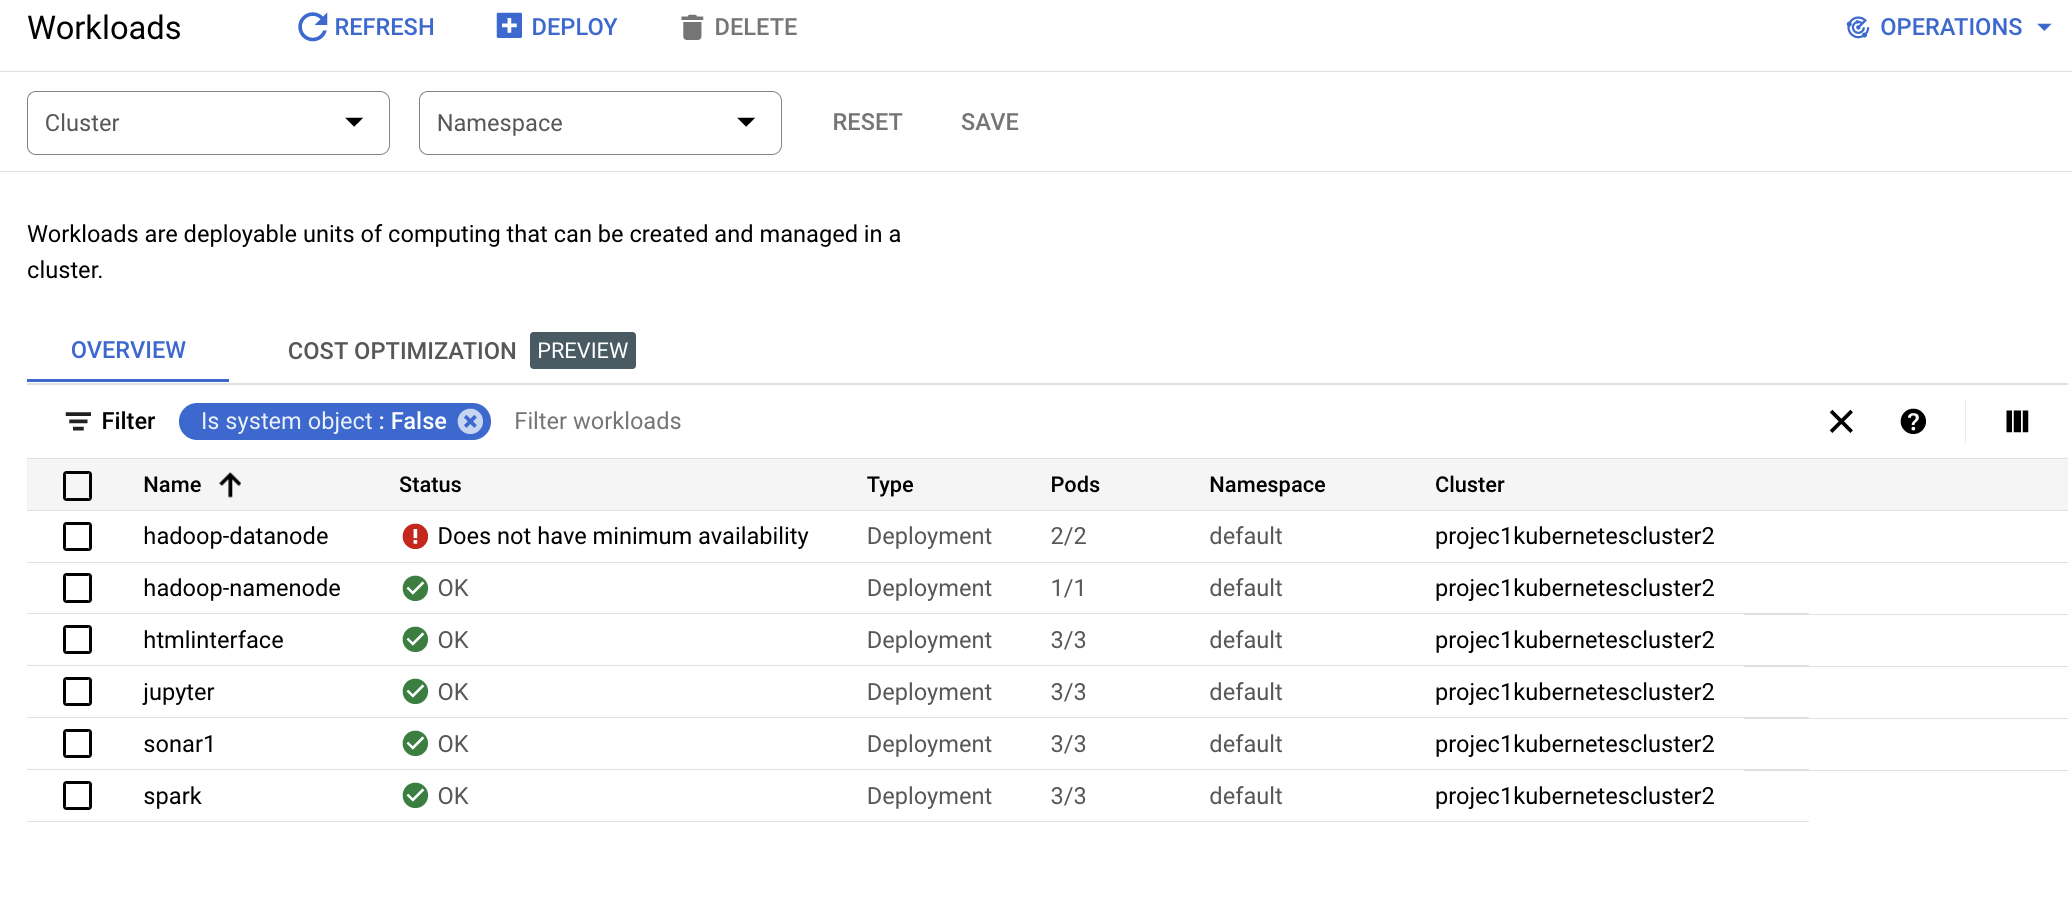 Workloads REFRESH DEPLOY DELETE OPERATIONS
Cluster Namespace RESET SAVE
Workloads are deployable units of computing that can be created and managed in a
cluster.
OVERVIEW COST OPTIMIZATION PREVIEW
Filter Is system object : False Filter workloads
Name Status Type Pods Namespace Cluster
hadoop-datanode Does not have minimum availability Deployment 2/2 default projec1kubernetescluster2
hadoop-namenode OK Deployment 1/1 default projec1kubernetescluster2
htmlinterface OK Deployment 3/3 default projec1kubernetescluster2
jupyter OK Deployment 3/3 default projec1kubernetescluster2
sonar1 OK Deployment 3/3 default projec1kubernetescluster2
spark OK Deployment 3/3 default projec1kubernetescluster2